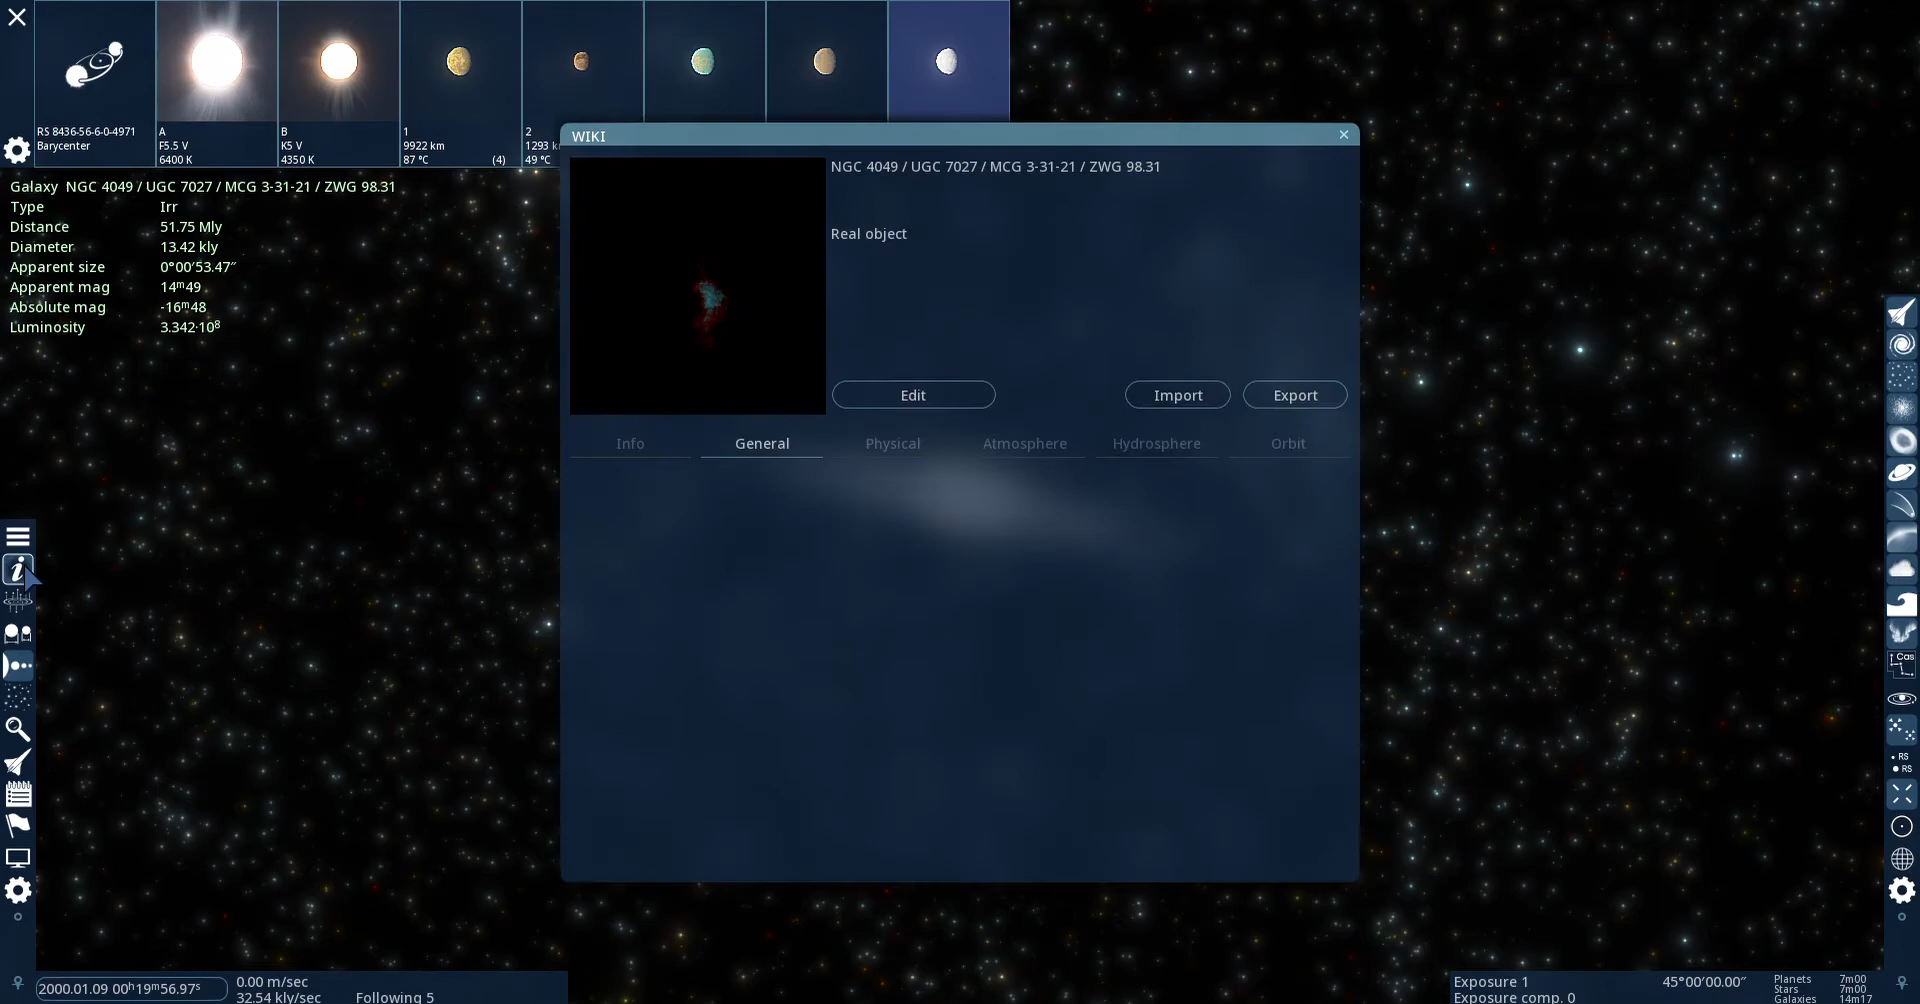 RS 8436-56-6-0-4971
Barycenter
A
F5.5 V
6400 K
B
K5 V
4350 K
1
9922 km
87 °C (4)
2
1293 k
49 °C
Galaxy NGC 4049 / UGC 7027 / MCG 3-31-21 / ZWG 98.31
Type Irr
Distance 51.75 Mly
Diameter 13.42 kly
Apparent size 0°00′53.47″
Apparent mag 14ᵐ49
Absolute mag -16ᵐ48
Luminosity 3.342·10⁸
WIKI
NGC 4049 / UGC 7027 / MCG 3-31-21 / ZWG 98.31
Real object
Edit Import Export
Info General Physical Atmosphere Hydrosphere Orbit
Cas
RS
RS
2000.01.09 00ʰ19ᵐ56.97ˢ
0.00 m/sec
32.54 kly/sec Following 5
Exposure 1 45°00′00.00″
Exposure comp. 0
Planets 7m00
Stars 7m00
Galaxies 14m17